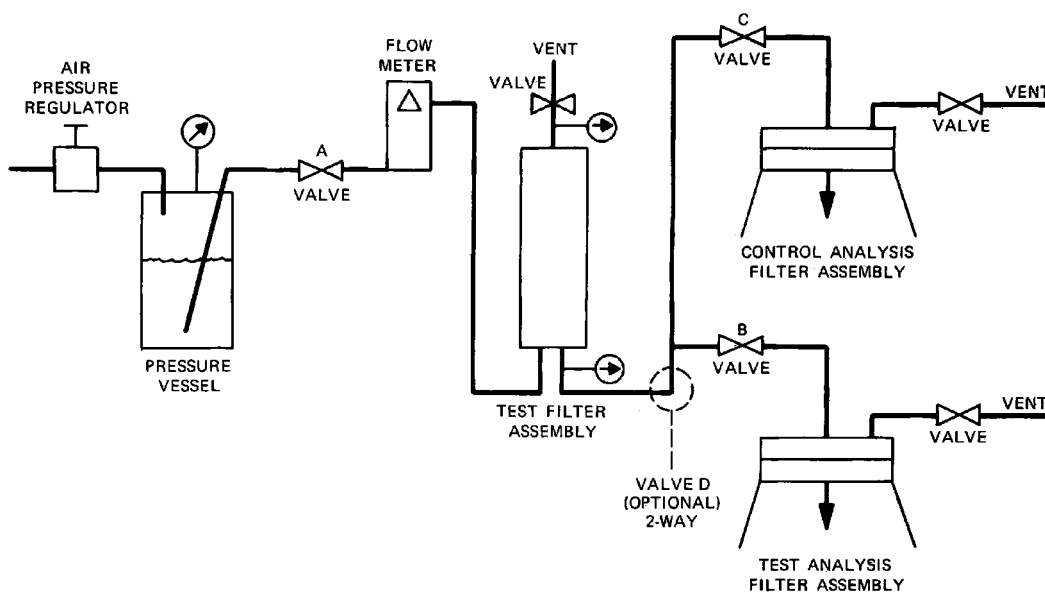 AIR
PRESSURE
REGULATOR
PRESSURE
VESSEL
A
VALVE
FLOW
METER
VENT
VALVE
TEST FILTER
ASSEMBLY
VALVE D
(OPTIONAL)
2-WAY
C
VALVE
VENT
VALVE
CONTROL ANALYSIS
FILTER ASSEMBLY
B
VALVE
VENT
VALVE
TEST ANALYSIS
FILTER ASSEMBLY